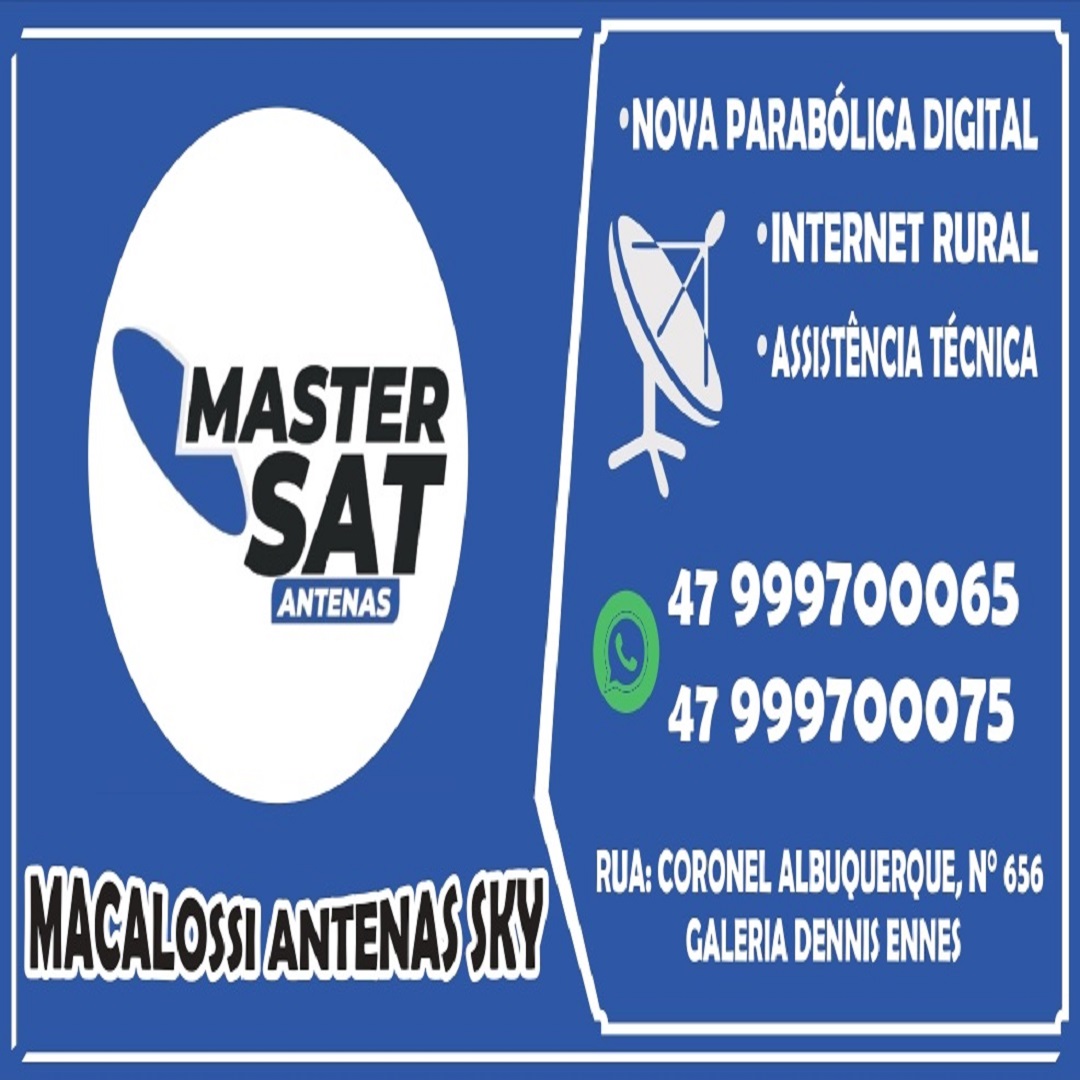 MASTER
SAT
ANTENAS
MACALOSSI ANTENAS SKY
•NOVA PARABÓLICA DIGITAL
•INTERNET RURAL
•ASSISTÊNCIA TÉCNICA
47 999700065
47 999700075
RUA: CORONEL ALBUQUERQUE, Nº 656
GALERIA DENNIS ENNES